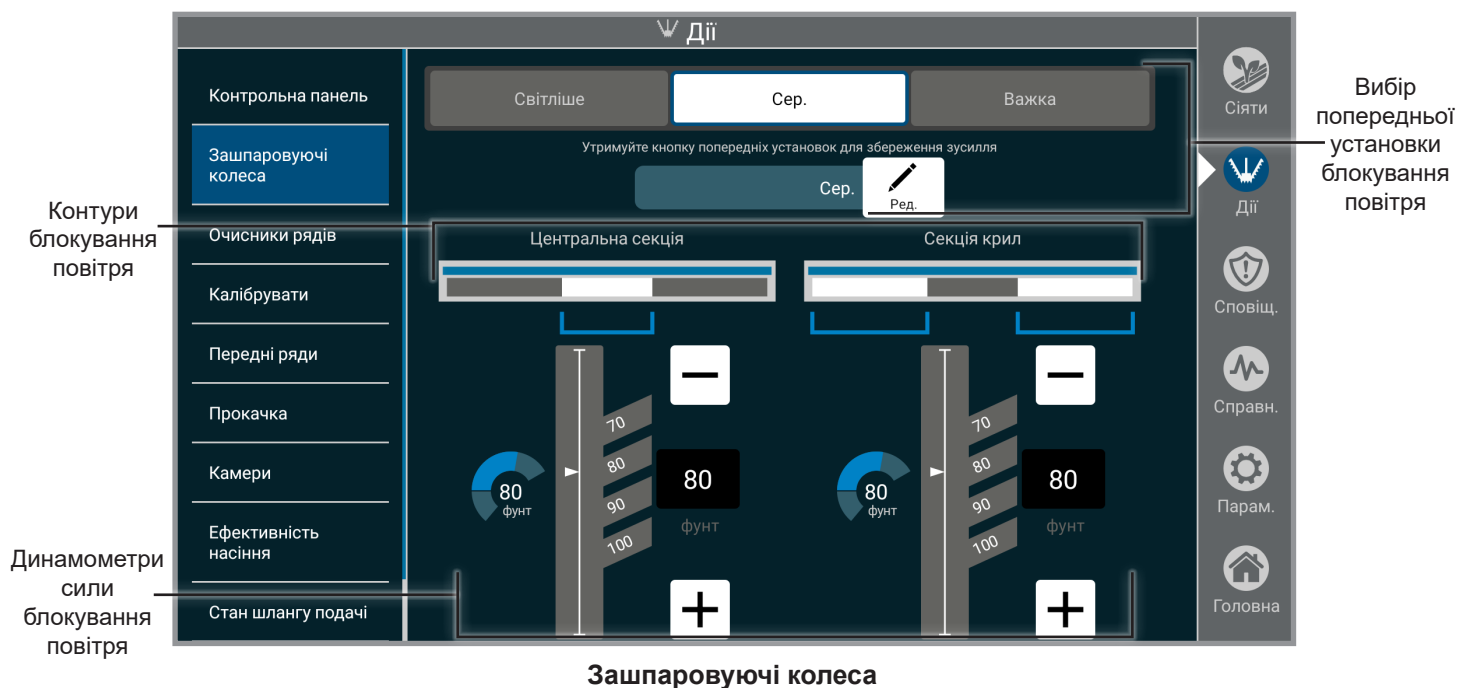 Дії
Контрольна панель
Зашпаровуючі
колеса
Очисники рядів
Калібрувати
Передні ряди
Прокачка
Камери
Ефективність
насіння
Стан шлангу подачі
Світліше
Сер.
Важка
Утримуйте кнопку попередніх установок для збереження зусилля
Сер.
Ред.
Центральна секція
Секція крил
70
80
90
100
80
фунт
80
фунт
70
80
90
100
80
фунт
80
фунт
Сіяти
Дії
Сповіщ.
Справн.
Парам.
Головна
Контури
блокування
повітря
Динамометри
сили
блокування
повітря
Вибір
попередньої
установки
блокування
повітря
Зашпаровуючі колеса